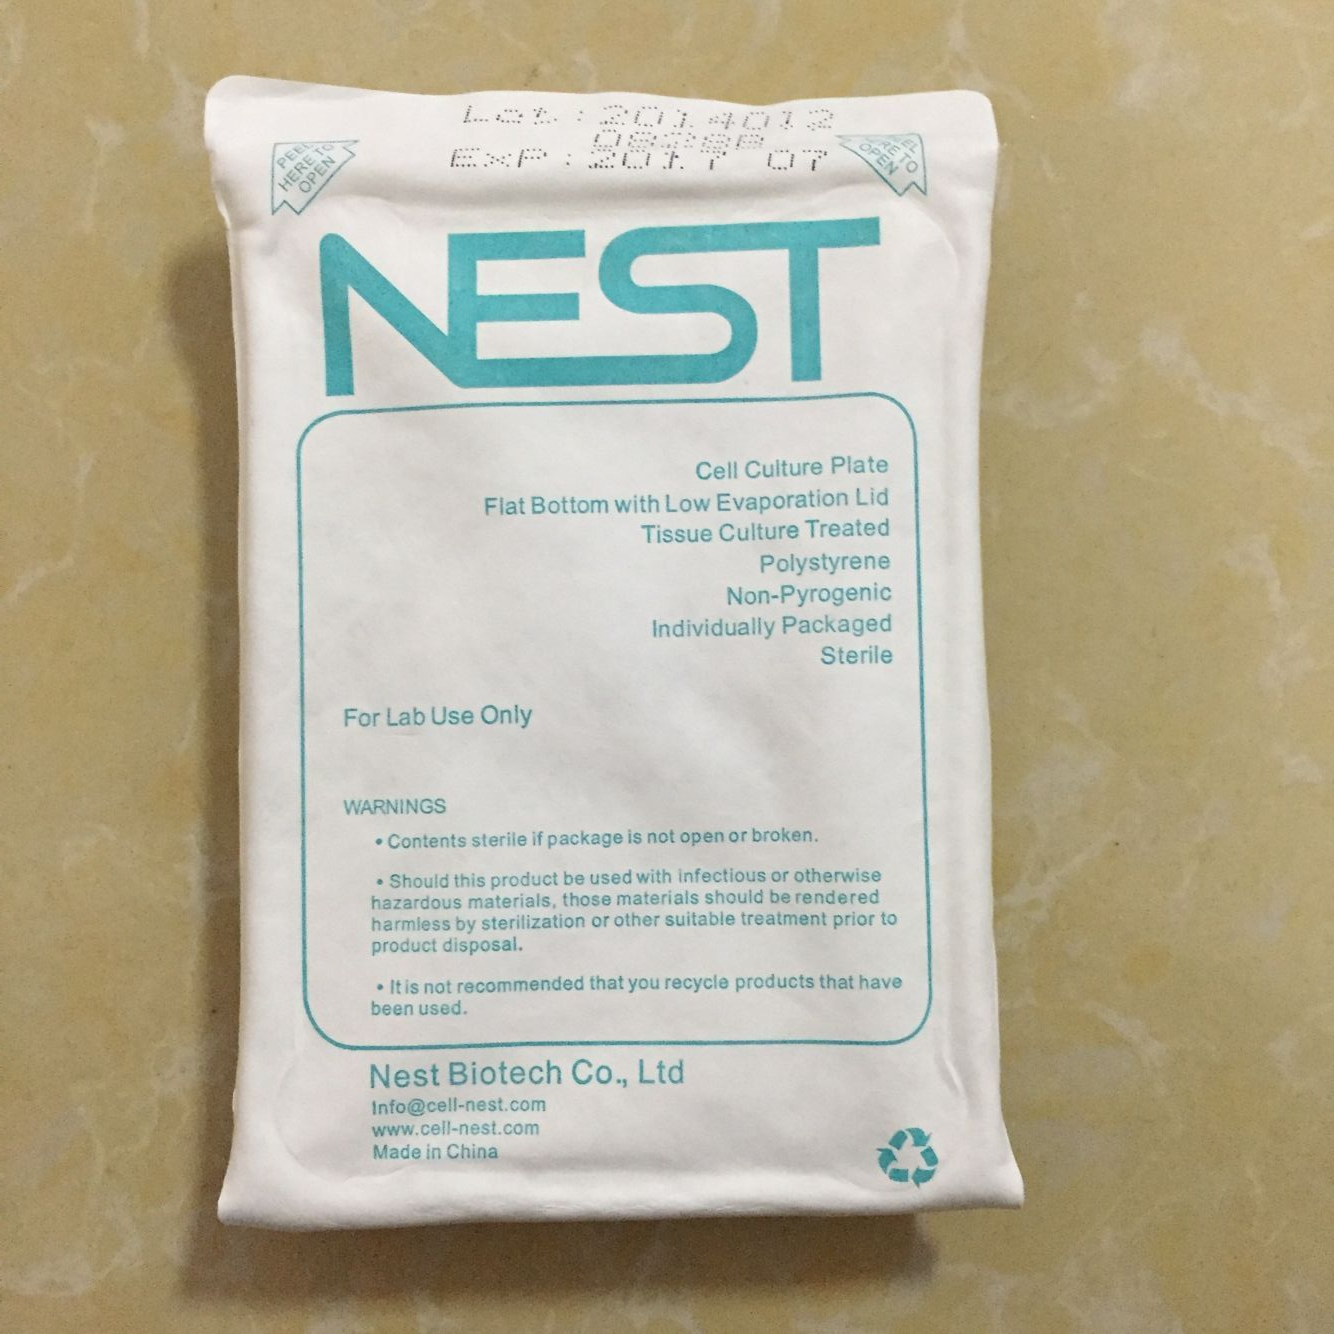 Lot.: 2014012
0828B
Exp.: 2017 07
PEEL
HERE TO
OPEN
PEEL
HERE TO
OPEN
NEST
Cell Culture Plate
Flat Bottom with Low Evaporation Lid
Tissue Culture Treated
Polystyrene
Non-Pyrogenic
Individually Packaged
Sterile
For Lab Use Only
WARNINGS
• Contents sterile if package is not open or broken.
• Should this product be used with infectious or otherwise
hazardous materials, those materials should be rendered
harmless by sterilization or other suitable treatment prior to
product disposal.
• It is not recommended that you recycle products that have
been used.
Nest Biotech Co., Ltd
Info@cell-nest.com
www.cell-nest.com
Made in China